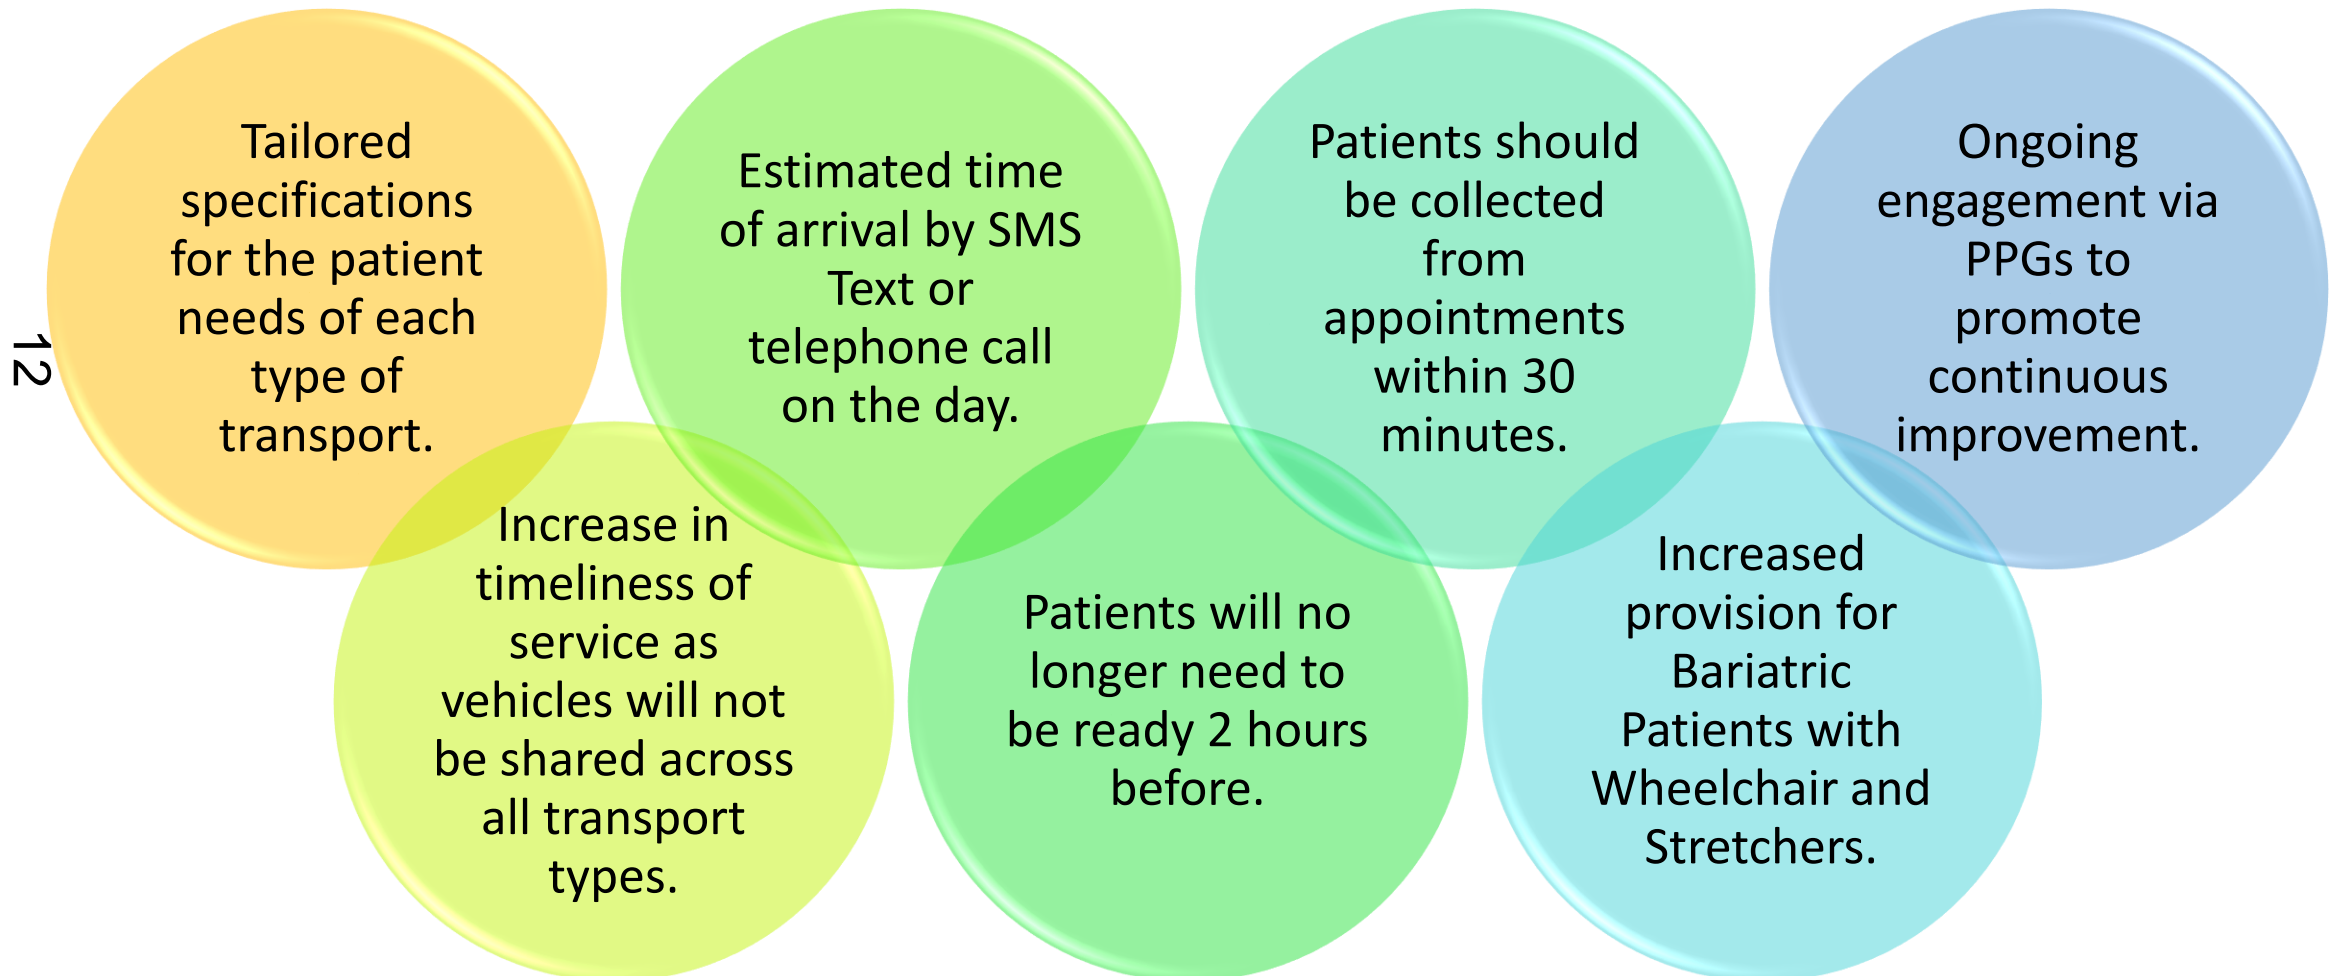 Tailored
specifications
for the patient
needs of each
type of
transport.
Increase in
timeliness of
service as
vehicles will not
be shared across
all transport
types.
Estimated time
of arrival by SMS
Text or
telephone call
on the day.
Patients will no
longer need to
be ready 2 hours
before.
Patients should
be collected
from
appointments
within 30
minutes.
Increased
provision for
Bariatric
Patients with
Wheelchair and
Stretchers.
Ongoing
engagement via
PPGs to
promote
continuous
improvement.
12